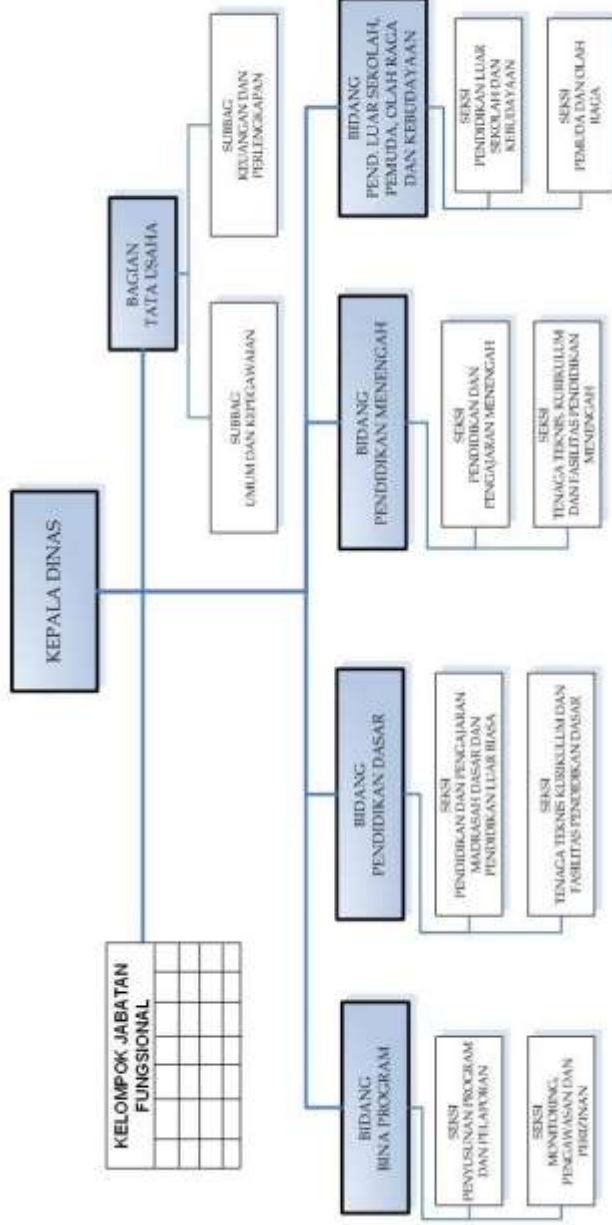 KEPALA DINAS
KELOMPOK JABATAN
FUNGSIONAL
BAGIAN
TATA USAHA
SUBBAG
UMUM DAN KEPEGAWAIAN
SUBBAG
KEUANGAN DAN
PERLENGKAPAN
BIDANG
BINA PROGRAM
SEKSI
PENYUSUNAN PROGRAM
DAN PELAPORAN
SEKSI
MONITORING,
PENGAWASAN DAN
PERIZINAN
BIDANG
PENDIDIKAN DASAR
SEKSI
PENDIDIKAN DAN PENGAJARAN
MADRASAH DASAR DAN
PENDIDIKAN LUAR BIASA
SEKSI
TENAGA TEKNIS KURIKULUM DAN
FASILITAS PENDIDIKAN DASAR
BIDANG
PENDIDIKAN MENENGAH
SEKSI
PENDIDIKAN DAN
PENGAJARAN MENENGAH
SEKSI
TENAGA TEKNIS, KURIKULUM
DAN FASILITAS PENDIDIKAN
MENENGAH
BIDANG
PEND. LUAR SEKOLAH,
PEMUDA, OLAH RAGA
DAN KEBUDAYAAN
SEKSI
PENDIDIKAN LUAR
SEKOLAH DAN
KEBUDAYAAN
SEKSI
PEMUDA DAN OLAH
RAGA